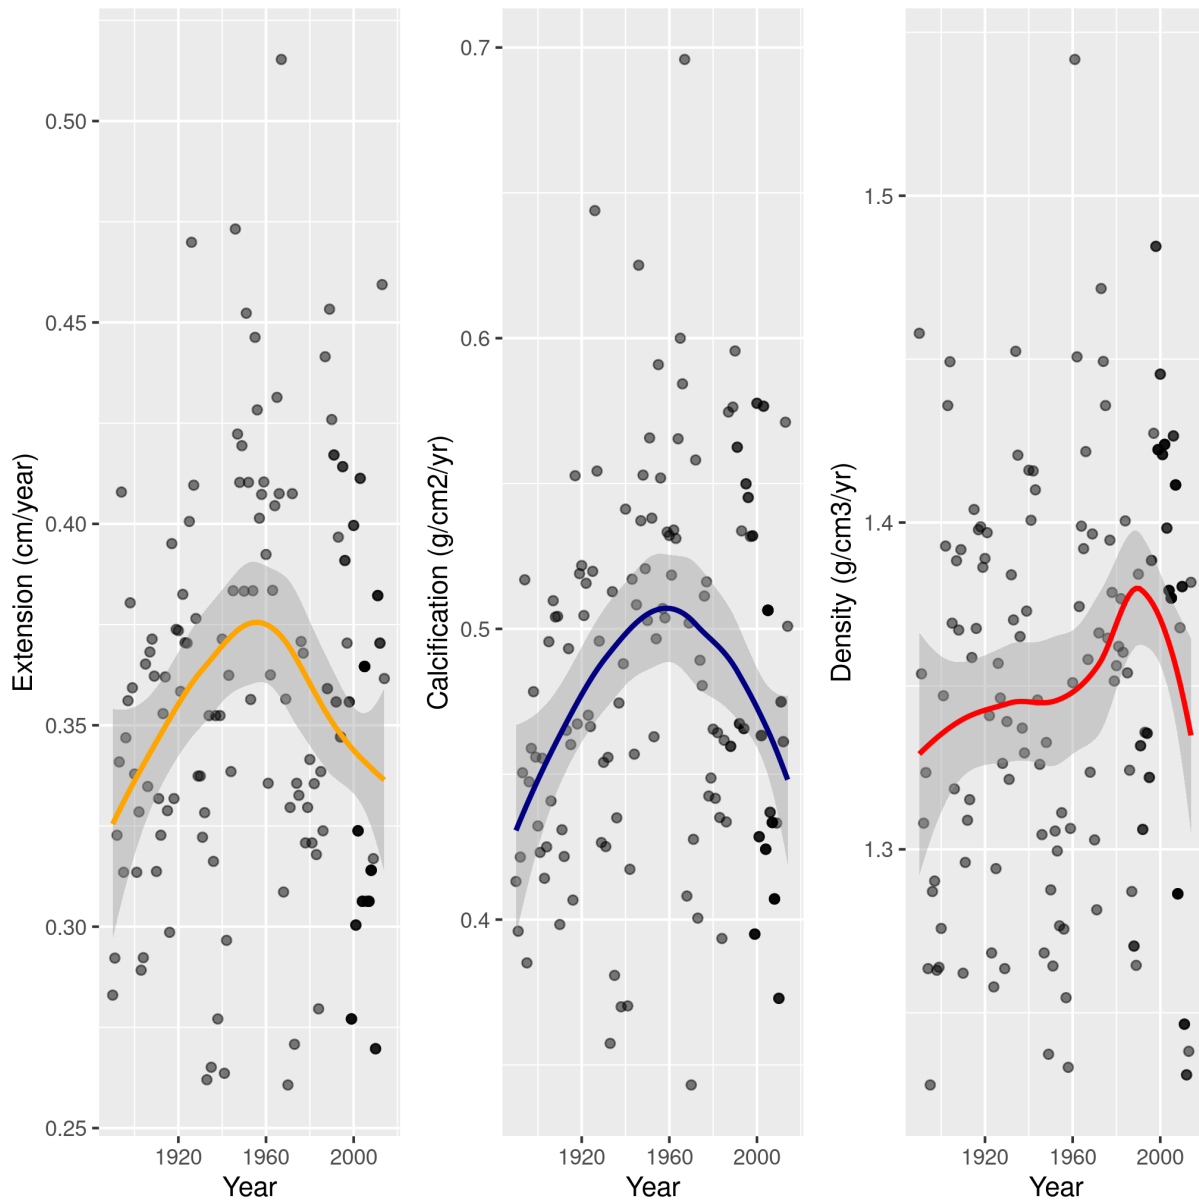 Extension (cm/year)
0.50
0.45
0.40
0.35
0.30
0.25
1920 1960 2000
Year
Calcification (g/cm2/yr)
0.7
0.6
0.5
0.4
1920 1960 2000
Year
Density (g/cm3/yr)
1.5
1.4
1.3
1920 1960 2000
Year